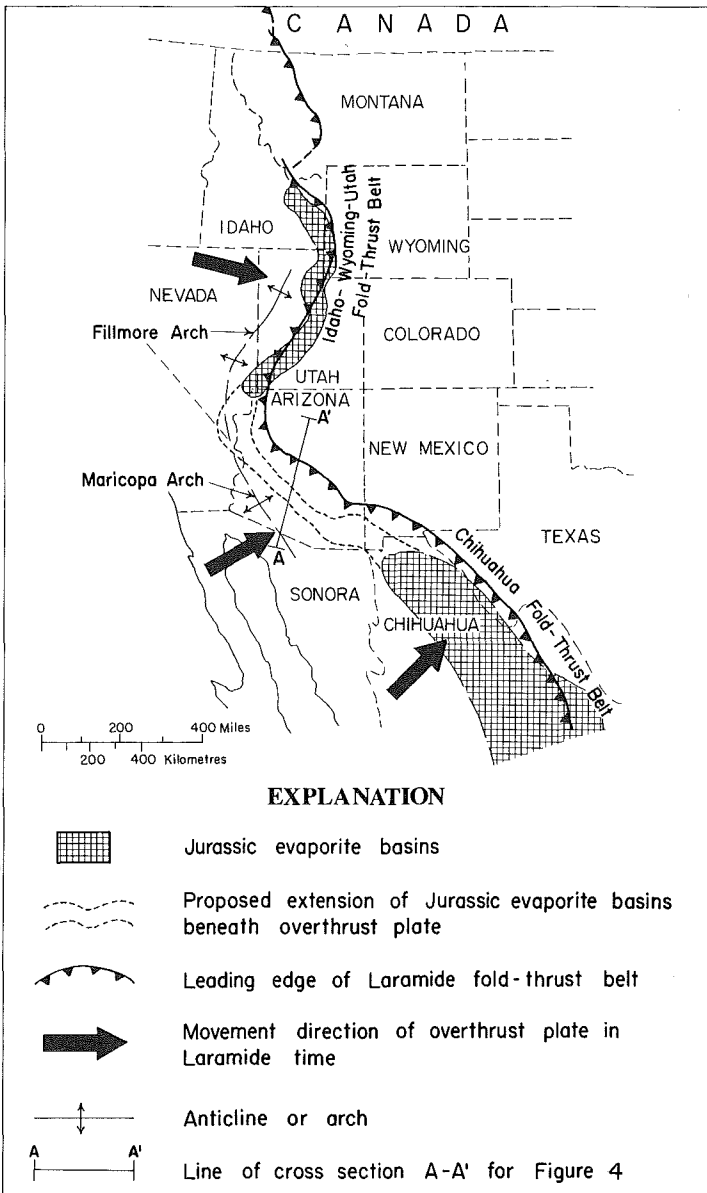 CANADA
MONTANA
IDAHO
WYOMING
Idaho-Wyoming-Utah
Fold-Thrust Belt
NEVADA
Fillmore Arch
COLORADO
UTAH
ARIZONA
A'
NEW MEXICO
Maricopa Arch
TEXAS
A
SONORA
Chihuahua Fold-Thrust Belt
CHIHUAHUA
0 200 400 Miles
200 400 Kilometres
EXPLANATION
Jurassic evaporite basins
Proposed extension of Jurassic evaporite basins
beneath overthrust plate
Leading edge of Laramide fold-thrust belt
Movement direction of overthrust plate in
Laramide time
Anticline or arch
A A'
Line of cross section A-A' for Figure 4